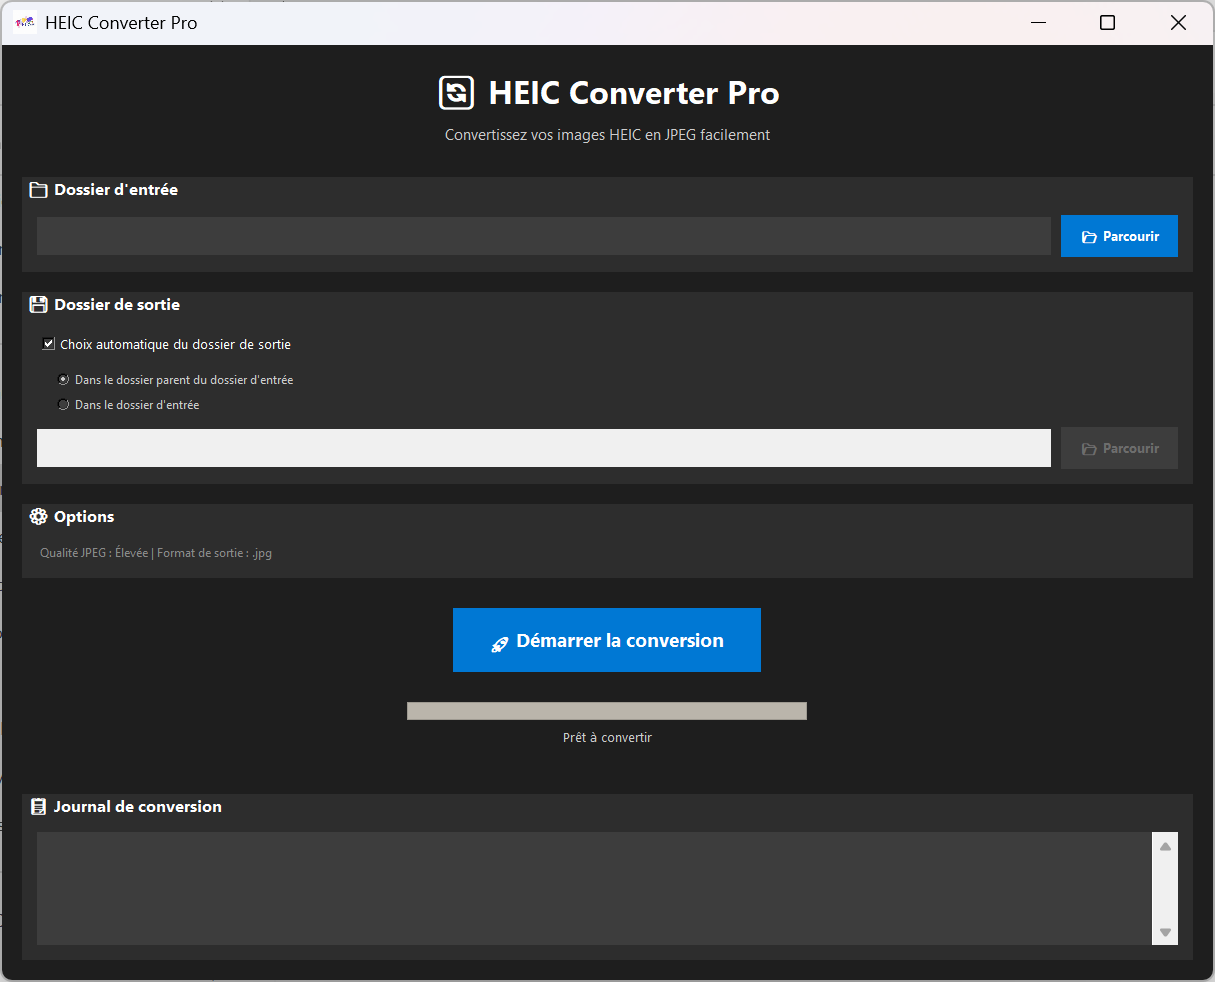 HEIC Converter Pro
HEIC Converter Pro
Convertissez vos images HEIC en JPEG facilement
Dossier d'entrée
Parcourir
Dossier de sortie
Choix automatique du dossier de sortie
Dans le dossier parent du dossier d'entrée
Dans le dossier d'entrée
Parcourir
Options
Qualité JPEG : Élevée | Format de sortie : .jpg
Démarrer la conversion
Prêt à convertir
Journal de conversion